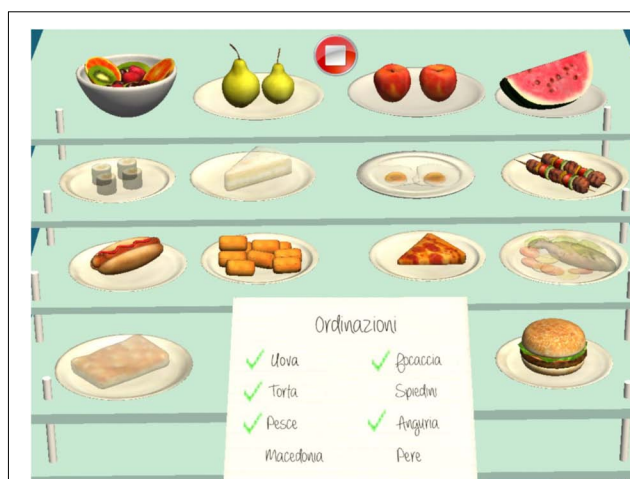 Ordinazioni
Uova focaccia
Torta Spiedini
Pesce Anguria
Macedonia Pere